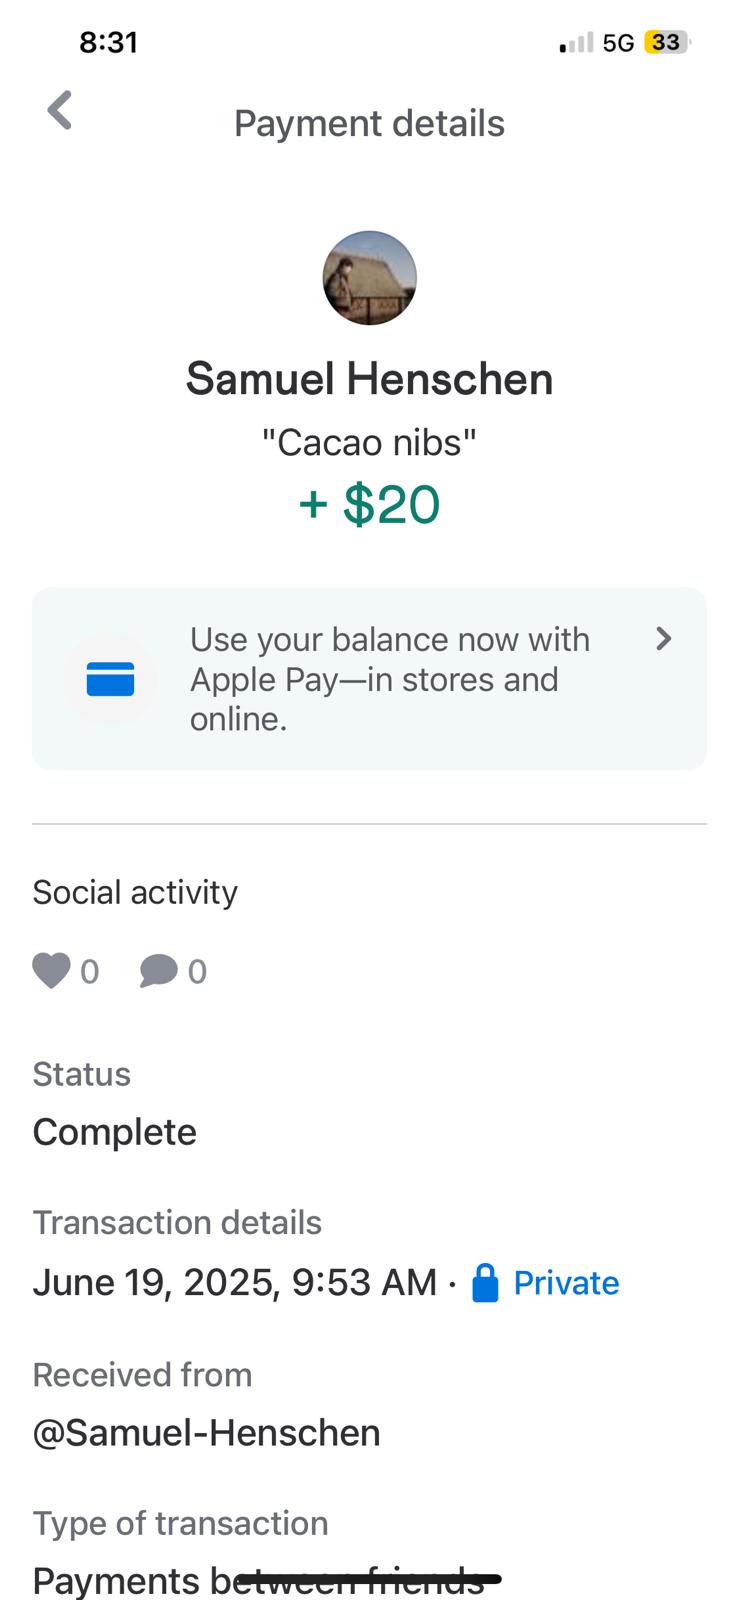 8:31
5G 33
Payment details
Samuel Henschen
"Cacao nibs"
+ $20
Use your balance now with
Apple Pay—in stores and
online.
Social activity
0 0
Status
Complete
Transaction details
June 19, 2025, 9:53 AM · Private
Received from
@Samuel-Henschen
Type of transaction
Payments between friends